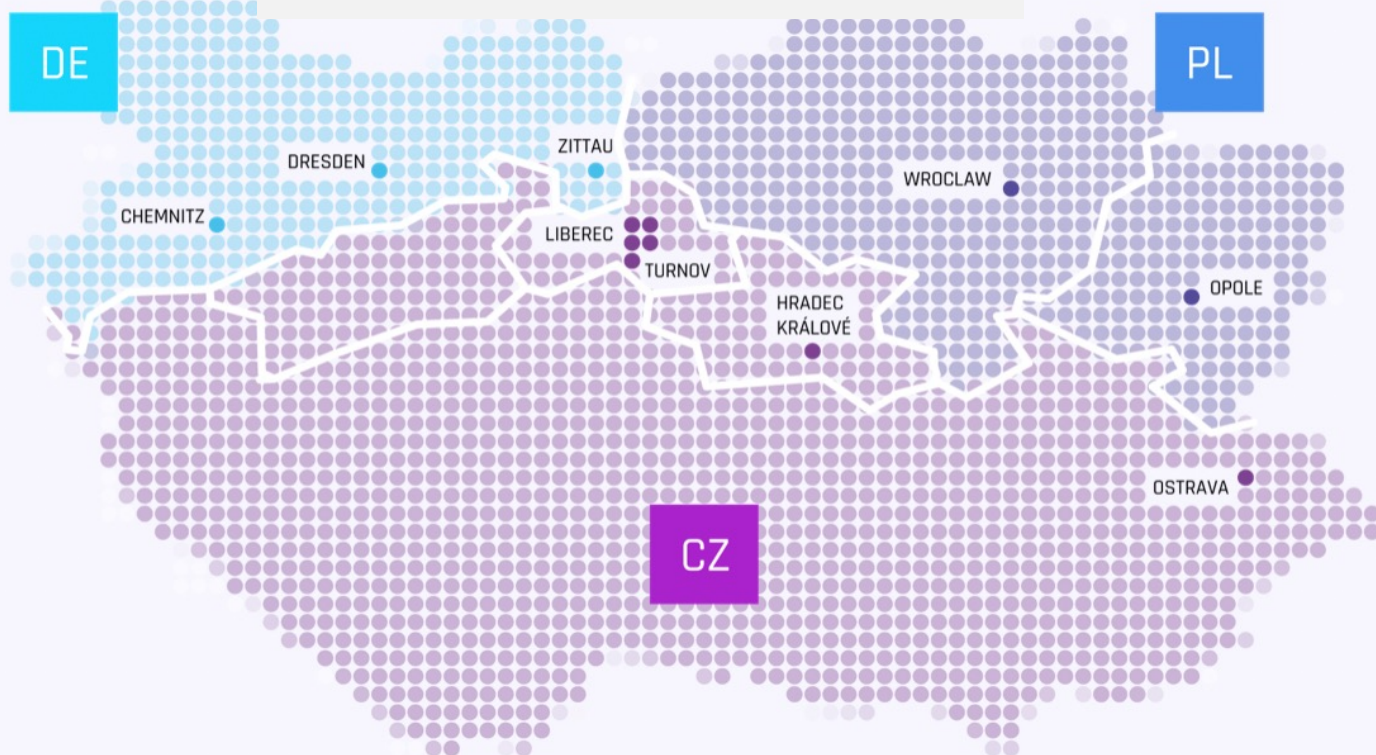 DE
PL
ZITTAU
DRESDEN
WROCLAW
CHEMNITZ
LIBEREC
TURNOV
OPOLE
HRADEC
KRÁLOVÉ
OSTRAVA
CZ